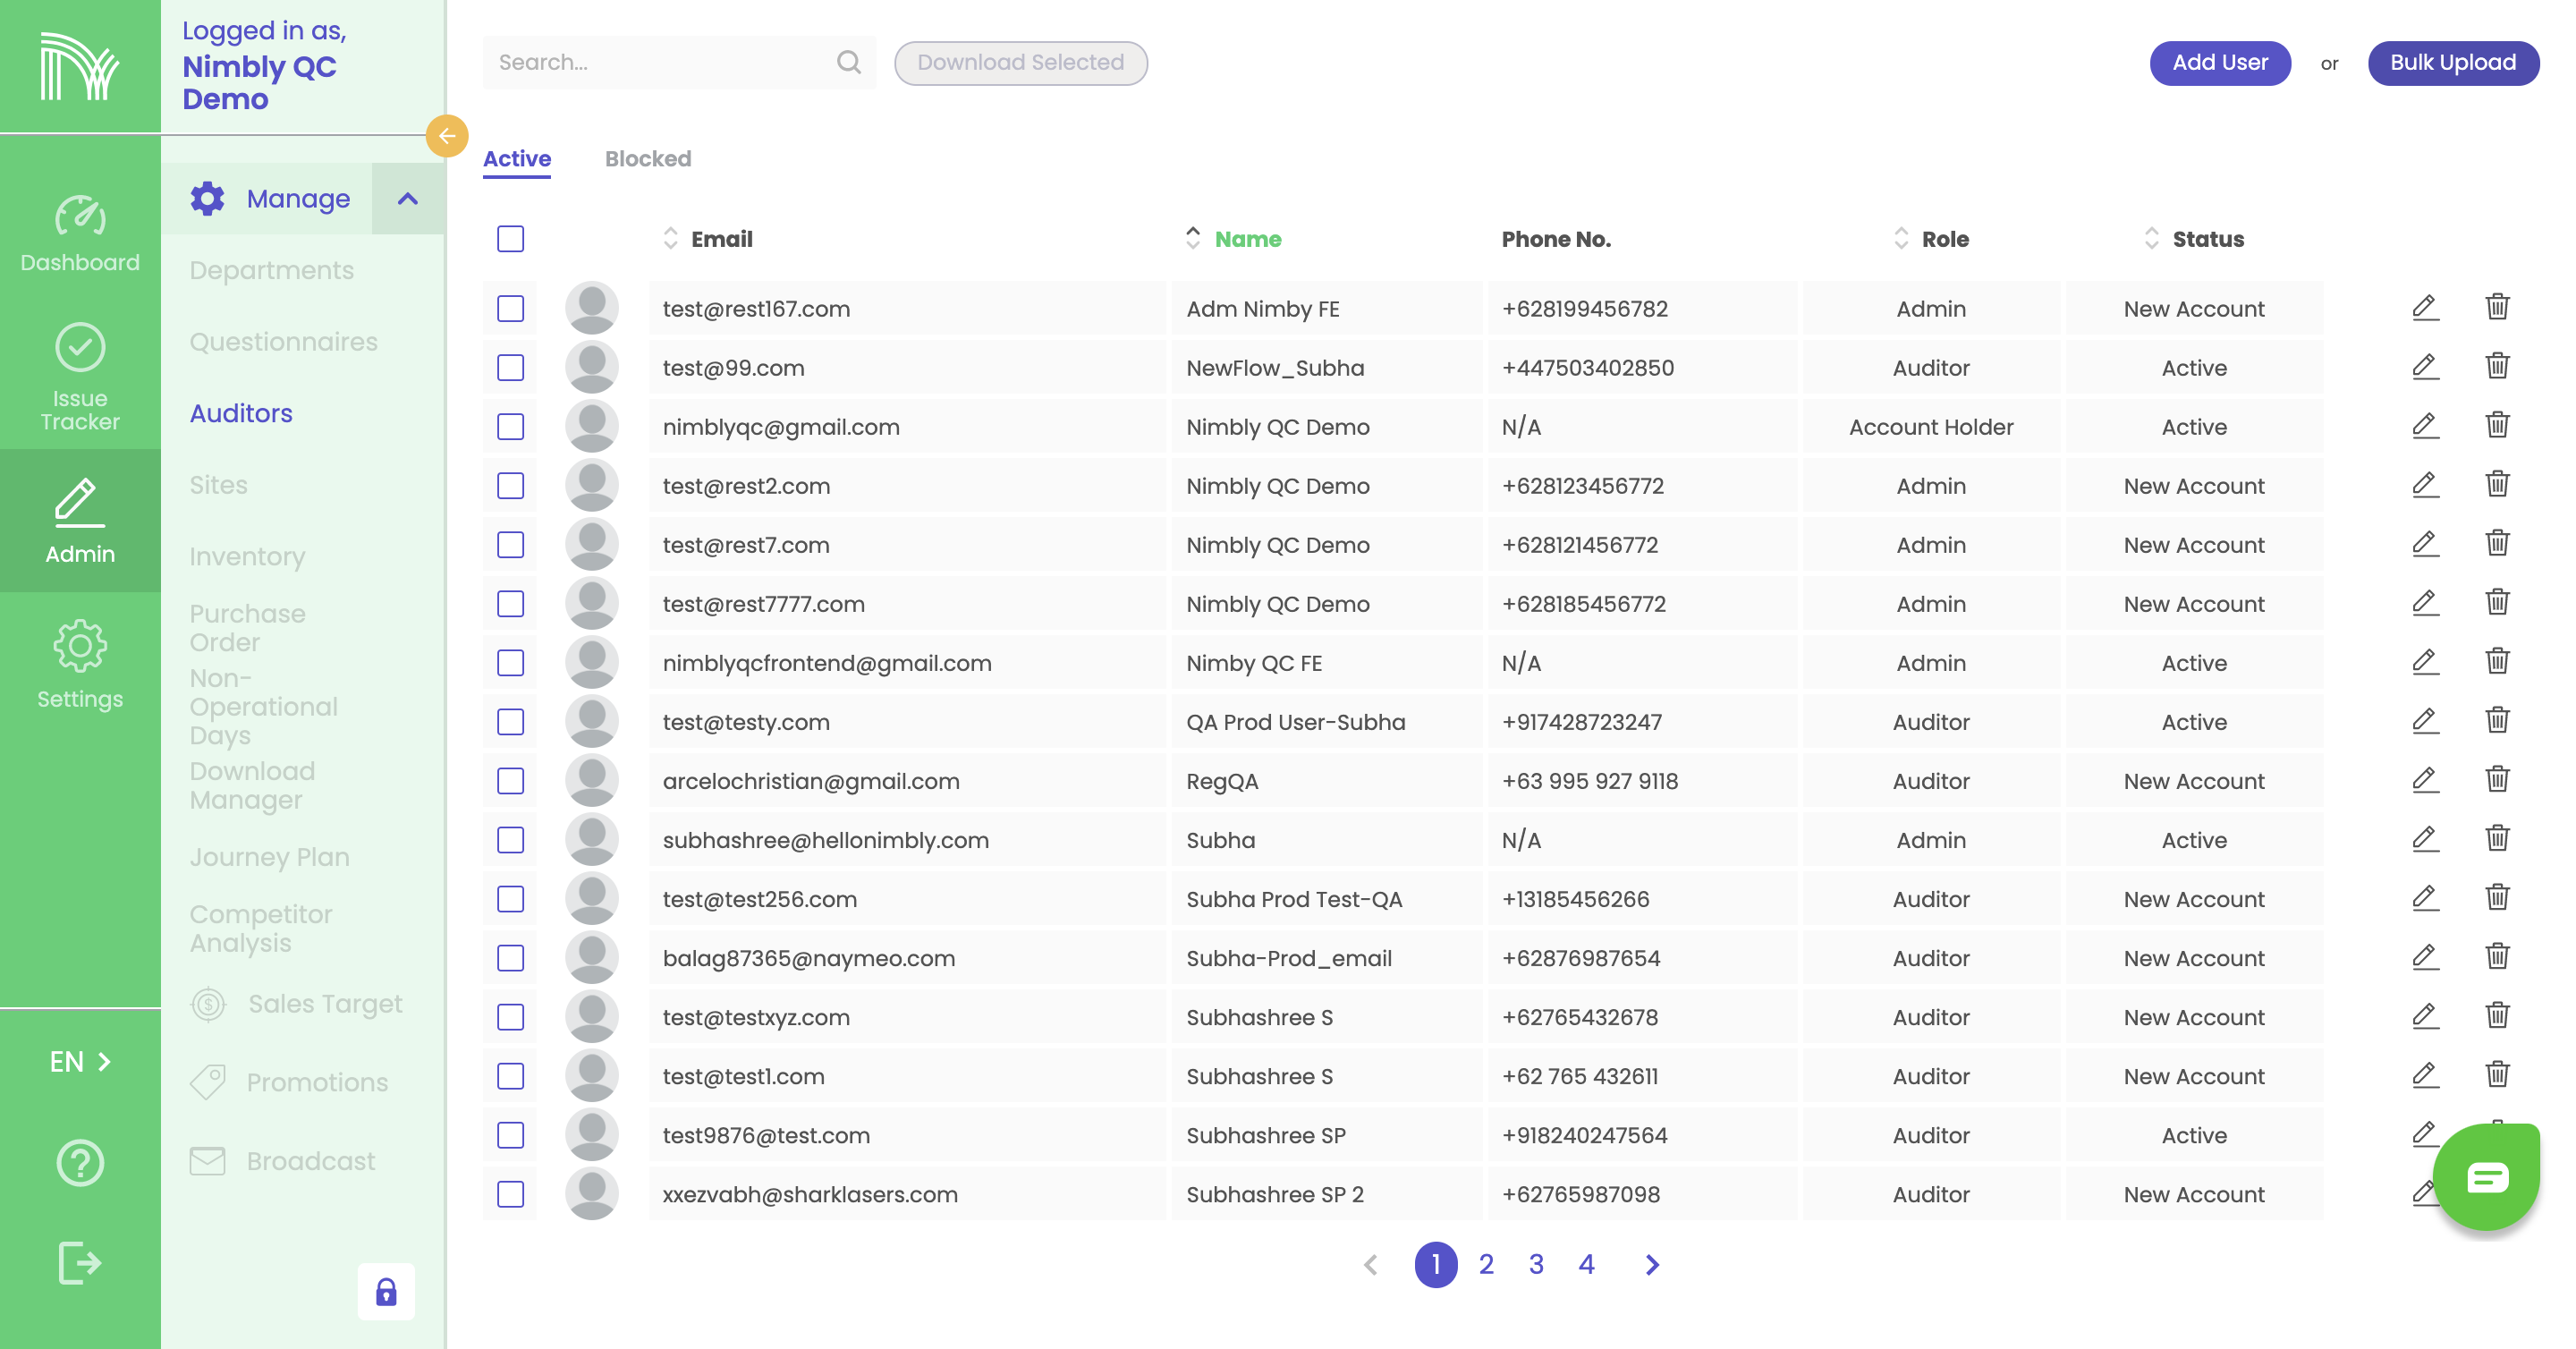 Logged in as,
Nimbly QC
Demo
Dashboard
Issue
Tracker
Admin
Settings
EN
Manage
Departments
Questionnaires
Auditors
Sites
Inventory
Purchase
Order
Non-
Operational
Days
Download
Manager
Journey Plan
Competitor
Analysis
Sales Target
Promotions
Broadcast
Search...
Download Selected
Add User or Bulk Upload
Active Blocked
Email Name Phone No. Role Status
test@rest167.com Adm Nimby FE +628199456782 Admin New Account
test@99.com NewFlow_Subha +447503402850 Auditor Active
nimblyqc@gmail.com Nimbly QC Demo N/A Account Holder Active
test@rest2.com Nimbly QC Demo +628123456772 Admin New Account
test@rest7.com Nimbly QC Demo +628121456772 Admin New Account
test@rest7777.com Nimbly QC Demo +628185456772 Admin New Account
nimblyqcfrontend@gmail.com Nimby QC FE N/A Admin Active
test@testy.com QA Prod User-Subha +917428723247 Auditor Active
arcelochristian@gmail.com RegQA +63 995 927 9118 Auditor New Account
subhashree@hellonimbly.com Subha N/A Admin Active
test@test256.com Subha Prod Test-QA +13185456266 Auditor New Account
balag87365@naymeo.com Subha-Prod_email +62876987654 Auditor New Account
test@testxyz.com Subhashree S +62765432678 Auditor New Account
test@test1.com Subhashree S +62 765 432611 Auditor New Account
test9876@test.com Subhashree SP +918240247564 Auditor Active
xxezvabh@sharklasers.com Subhashree SP 2 +62765987098 Auditor New Account
1 2 3 4